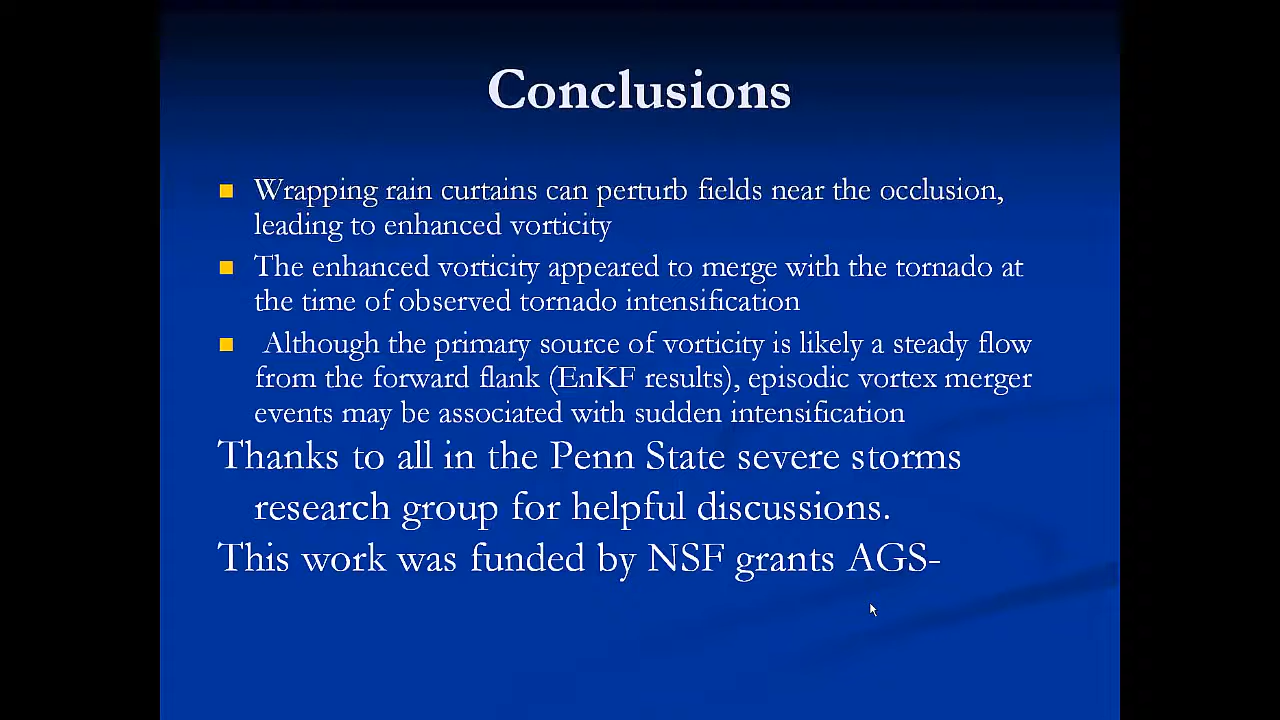 Conclusions
Wrapping rain curtains can perturb fields near the occlusion,
leading to enhanced vorticity
The enhanced vorticity appeared to merge with the tornado at
the time of observed tornado intensification
Although the primary source of vorticity is likely a steady flow
from the forward flank (EnKF results), episodic vortex merger
events may be associated with sudden intensification
Thanks to all in the Penn State severe storms
research group for helpful discussions.
This work was funded by NSF grants AGS-